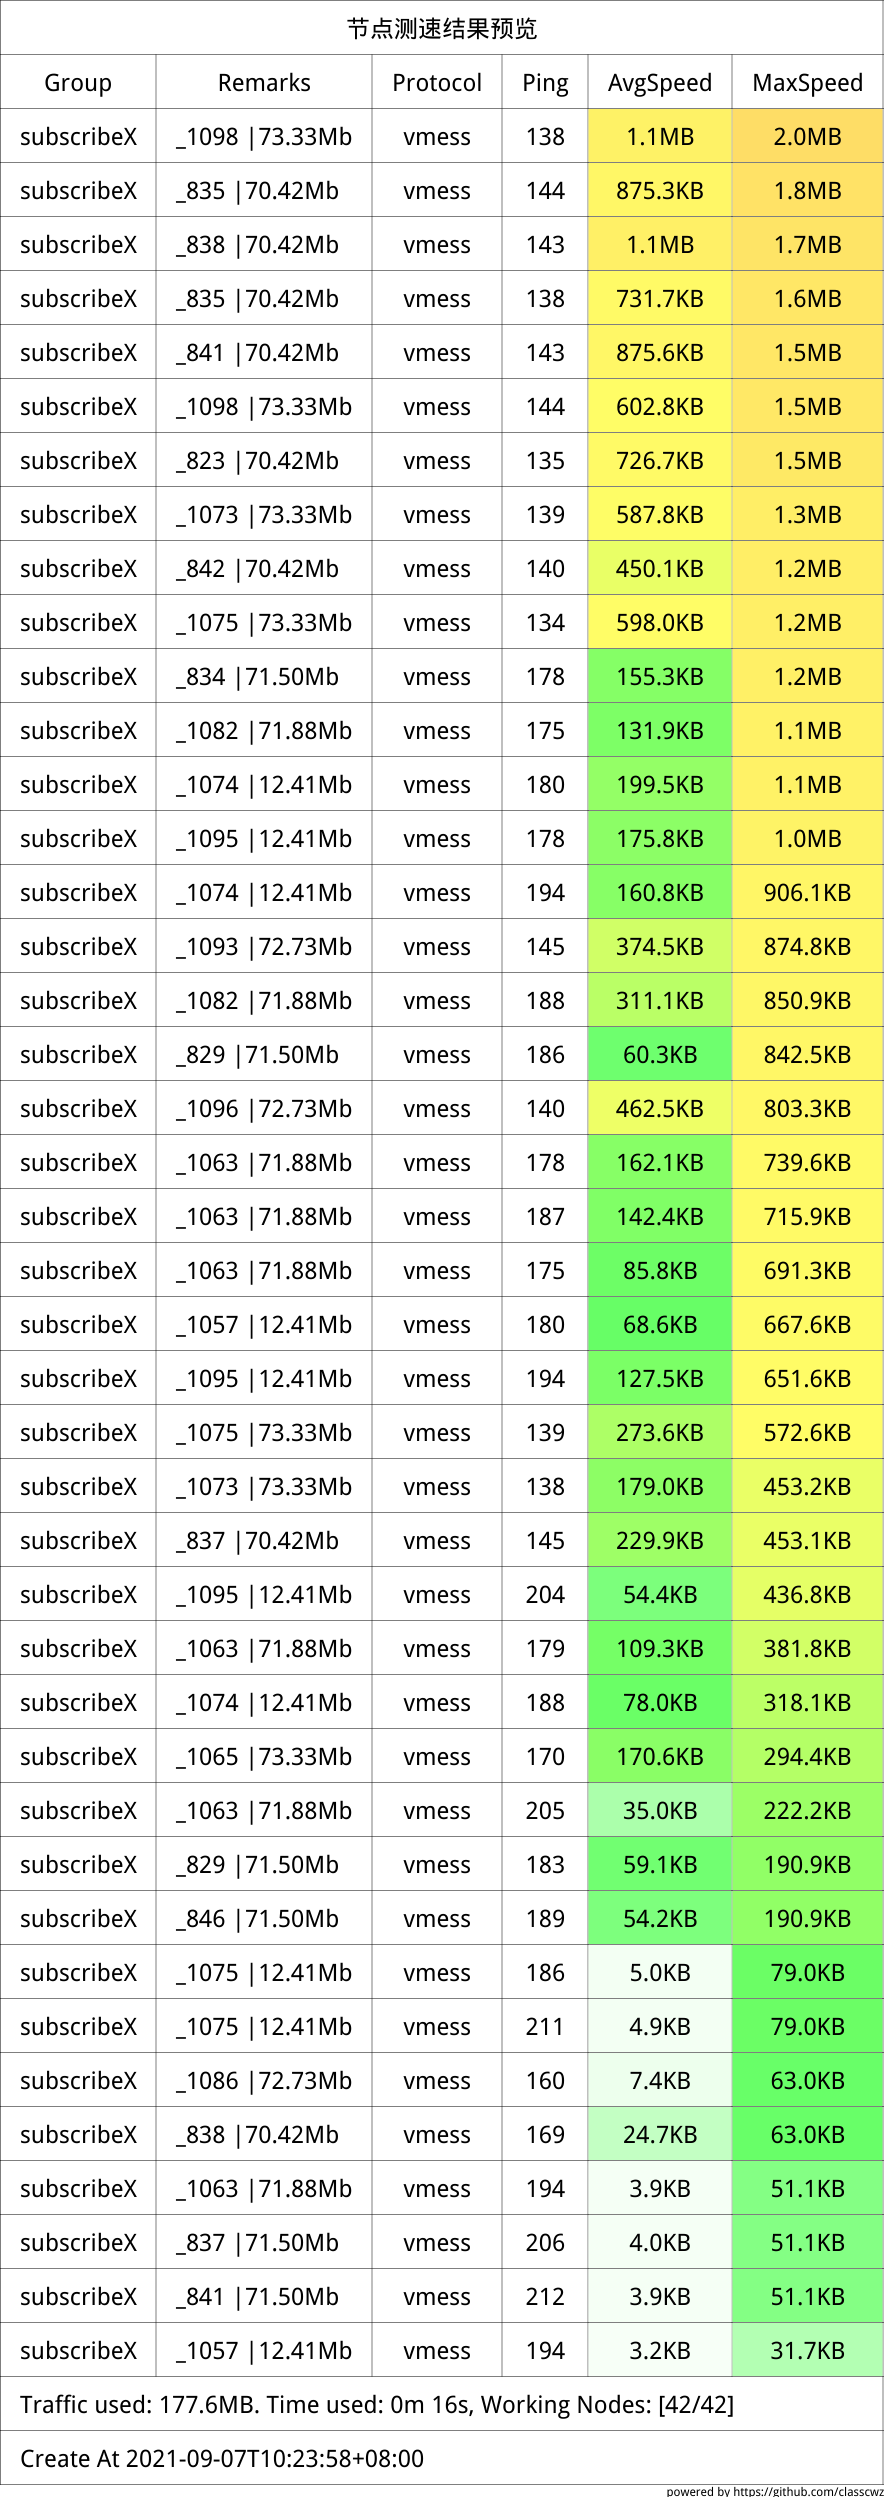 节点测速结果预览
Group Remarks Protocol Ping AvgSpeed MaxSpeed
subscribeX _1098 |73.33Mb vmess 138 1.1MB 2.0MB
subscribeX _835 |70.42Mb vmess 144 875.3KB 1.8MB
subscribeX _838 |70.42Mb vmess 143 1.1MB 1.7MB
subscribeX _835 |70.42Mb vmess 138 731.7KB 1.6MB
subscribeX _841 |70.42Mb vmess 143 875.6KB 1.5MB
subscribeX _1098 |73.33Mb vmess 144 602.8KB 1.5MB
subscribeX _823 |70.42Mb vmess 135 726.7KB 1.5MB
subscribeX _1073 |73.33Mb vmess 139 587.8KB 1.3MB
subscribeX _842 |70.42Mb vmess 140 450.1KB 1.2MB
subscribeX _1075 |73.33Mb vmess 134 598.0KB 1.2MB
subscribeX _834 |71.50Mb vmess 178 155.3KB 1.2MB
subscribeX _1082 |71.88Mb vmess 175 131.9KB 1.1MB
subscribeX _1074 |12.41Mb vmess 180 199.5KB 1.1MB
subscribeX _1095 |12.41Mb vmess 178 175.8KB 1.0MB
subscribeX _1074 |12.41Mb vmess 194 160.8KB 906.1KB
subscribeX _1093 |72.73Mb vmess 145 374.5KB 874.8KB
subscribeX _1082 |71.88Mb vmess 188 311.1KB 850.9KB
subscribeX _829 |71.50Mb vmess 186 60.3KB 842.5KB
subscribeX _1096 |72.73Mb vmess 140 462.5KB 803.3KB
subscribeX _1063 |71.88Mb vmess 178 162.1KB 739.6KB
subscribeX _1063 |71.88Mb vmess 187 142.4KB 715.9KB
subscribeX _1063 |71.88Mb vmess 175 85.8KB 691.3KB
subscribeX _1057 |12.41Mb vmess 180 68.6KB 667.6KB
subscribeX _1095 |12.41Mb vmess 194 127.5KB 651.6KB
subscribeX _1075 |73.33Mb vmess 139 273.6KB 572.6KB
subscribeX _1073 |73.33Mb vmess 138 179.0KB 453.2KB
subscribeX _837 |70.42Mb vmess 145 229.9KB 453.1KB
subscribeX _1095 |12.41Mb vmess 204 54.4KB 436.8KB
subscribeX _1063 |71.88Mb vmess 179 109.3KB 381.8KB
subscribeX _1074 |12.41Mb vmess 188 78.0KB 318.1KB
subscribeX _1065 |73.33Mb vmess 170 170.6KB 294.4KB
subscribeX _1063 |71.88Mb vmess 205 35.0KB 222.2KB
subscribeX _829 |71.50Mb vmess 183 59.1KB 190.9KB
subscribeX _846 |71.50Mb vmess 189 54.2KB 190.9KB
subscribeX _1075 |12.41Mb vmess 186 5.0KB 79.0KB
subscribeX _1075 |12.41Mb vmess 211 4.9KB 79.0KB
subscribeX _1086 |72.73Mb vmess 160 7.4KB 63.0KB
subscribeX _838 |70.42Mb vmess 169 24.7KB 63.0KB
subscribeX _1063 |71.88Mb vmess 194 3.9KB 51.1KB
subscribeX _837 |71.50Mb vmess 206 4.0KB 51.1KB
subscribeX _841 |71.50Mb vmess 212 3.9KB 51.1KB
subscribeX _1057 |12.41Mb vmess 194 3.2KB 31.7KB
Traffic used: 177.6MB. Time used: 0m 16s, Working Nodes: [42/42]
Create At 2021-09-07T10:23:58+08:00
powered by https://github.com/classcwz